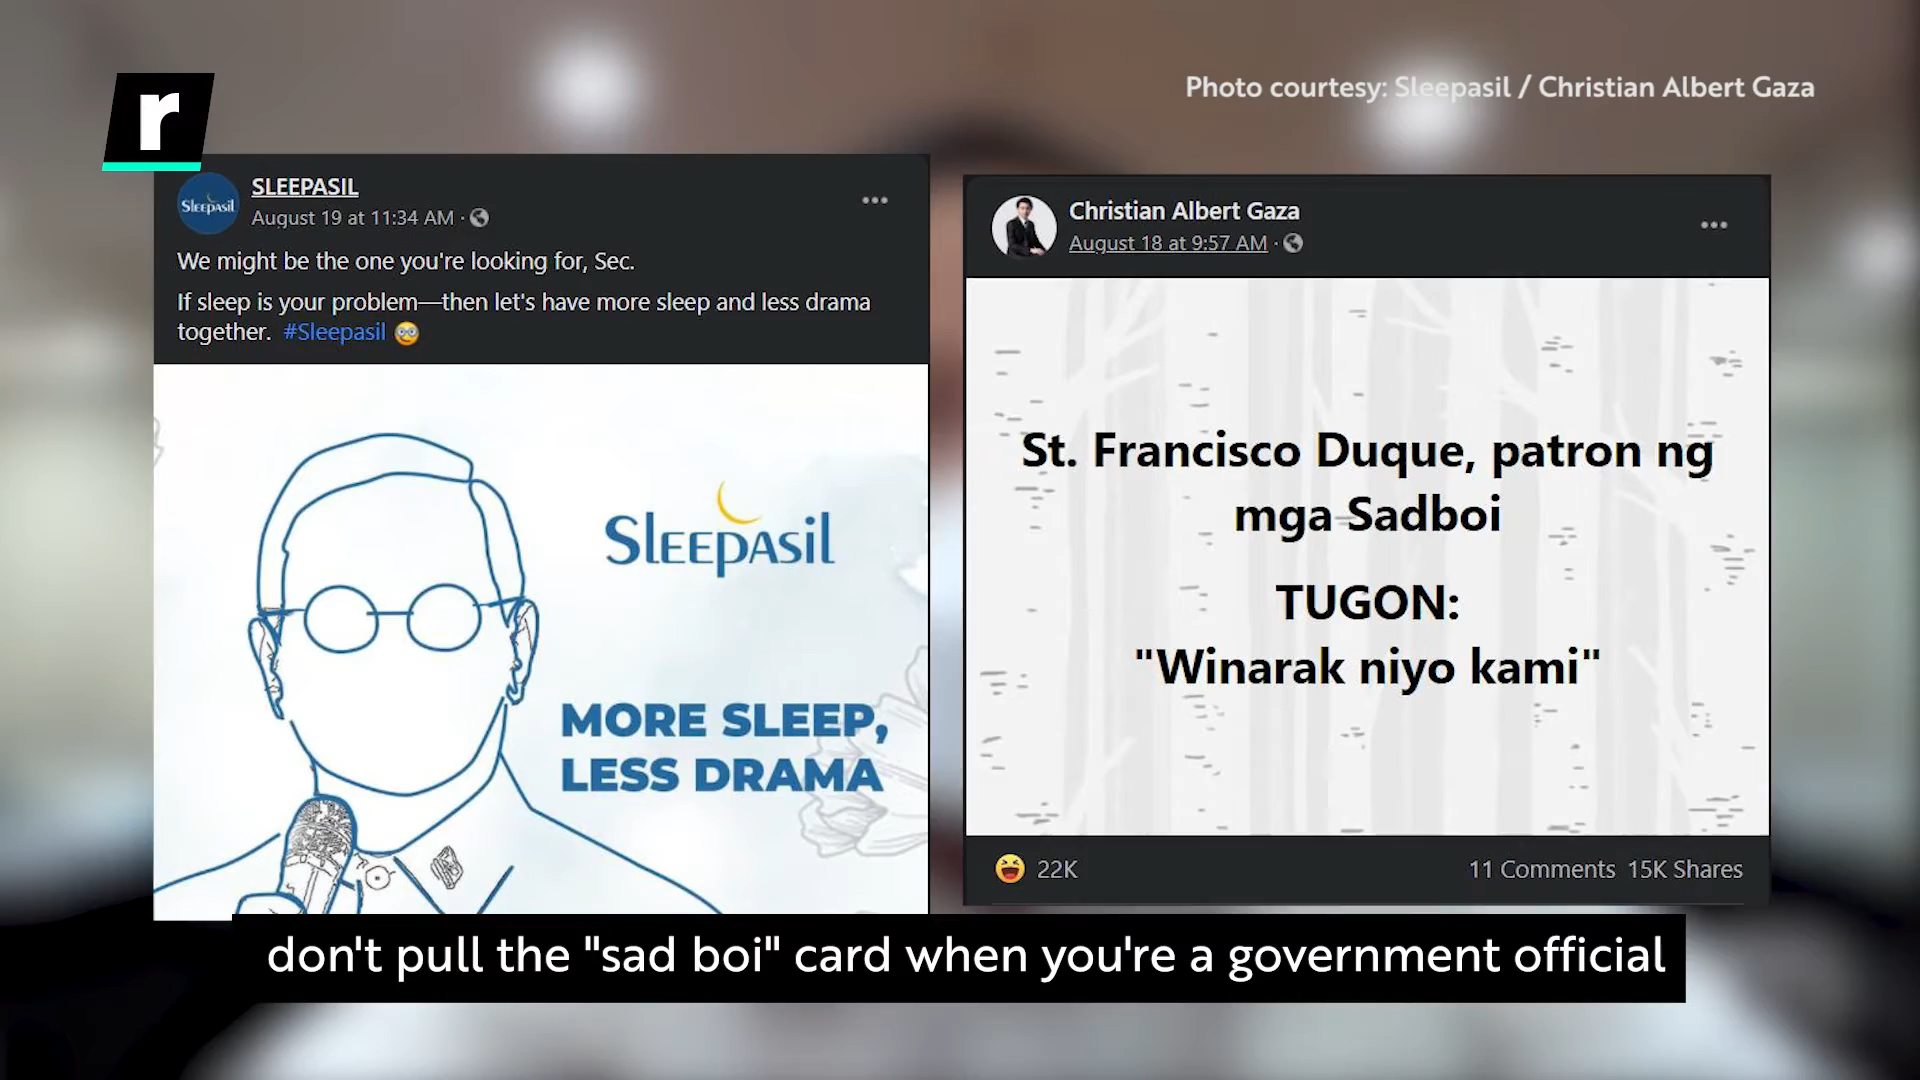 r
Photo courtesy: Sleepasil / Christian Albert Gaza
Sleepasil
SLEEPASIL
August 19 at 11:34 AM ·
We might be the one you're looking for, Sec.
If sleep is your problem—then let's have more sleep and less drama
together. #Sleepasil
Sleepasil
MORE SLEEP,
LESS DRAMA
Christian Albert Gaza
August 18 at 9:57 AM ·
St. Francisco Duque, patron ng
mga Sadboi
TUGON:
"Winarak niyo kami"
22K
11 Comments 15K Shares
don't pull the "sad boi" card when you're a government official